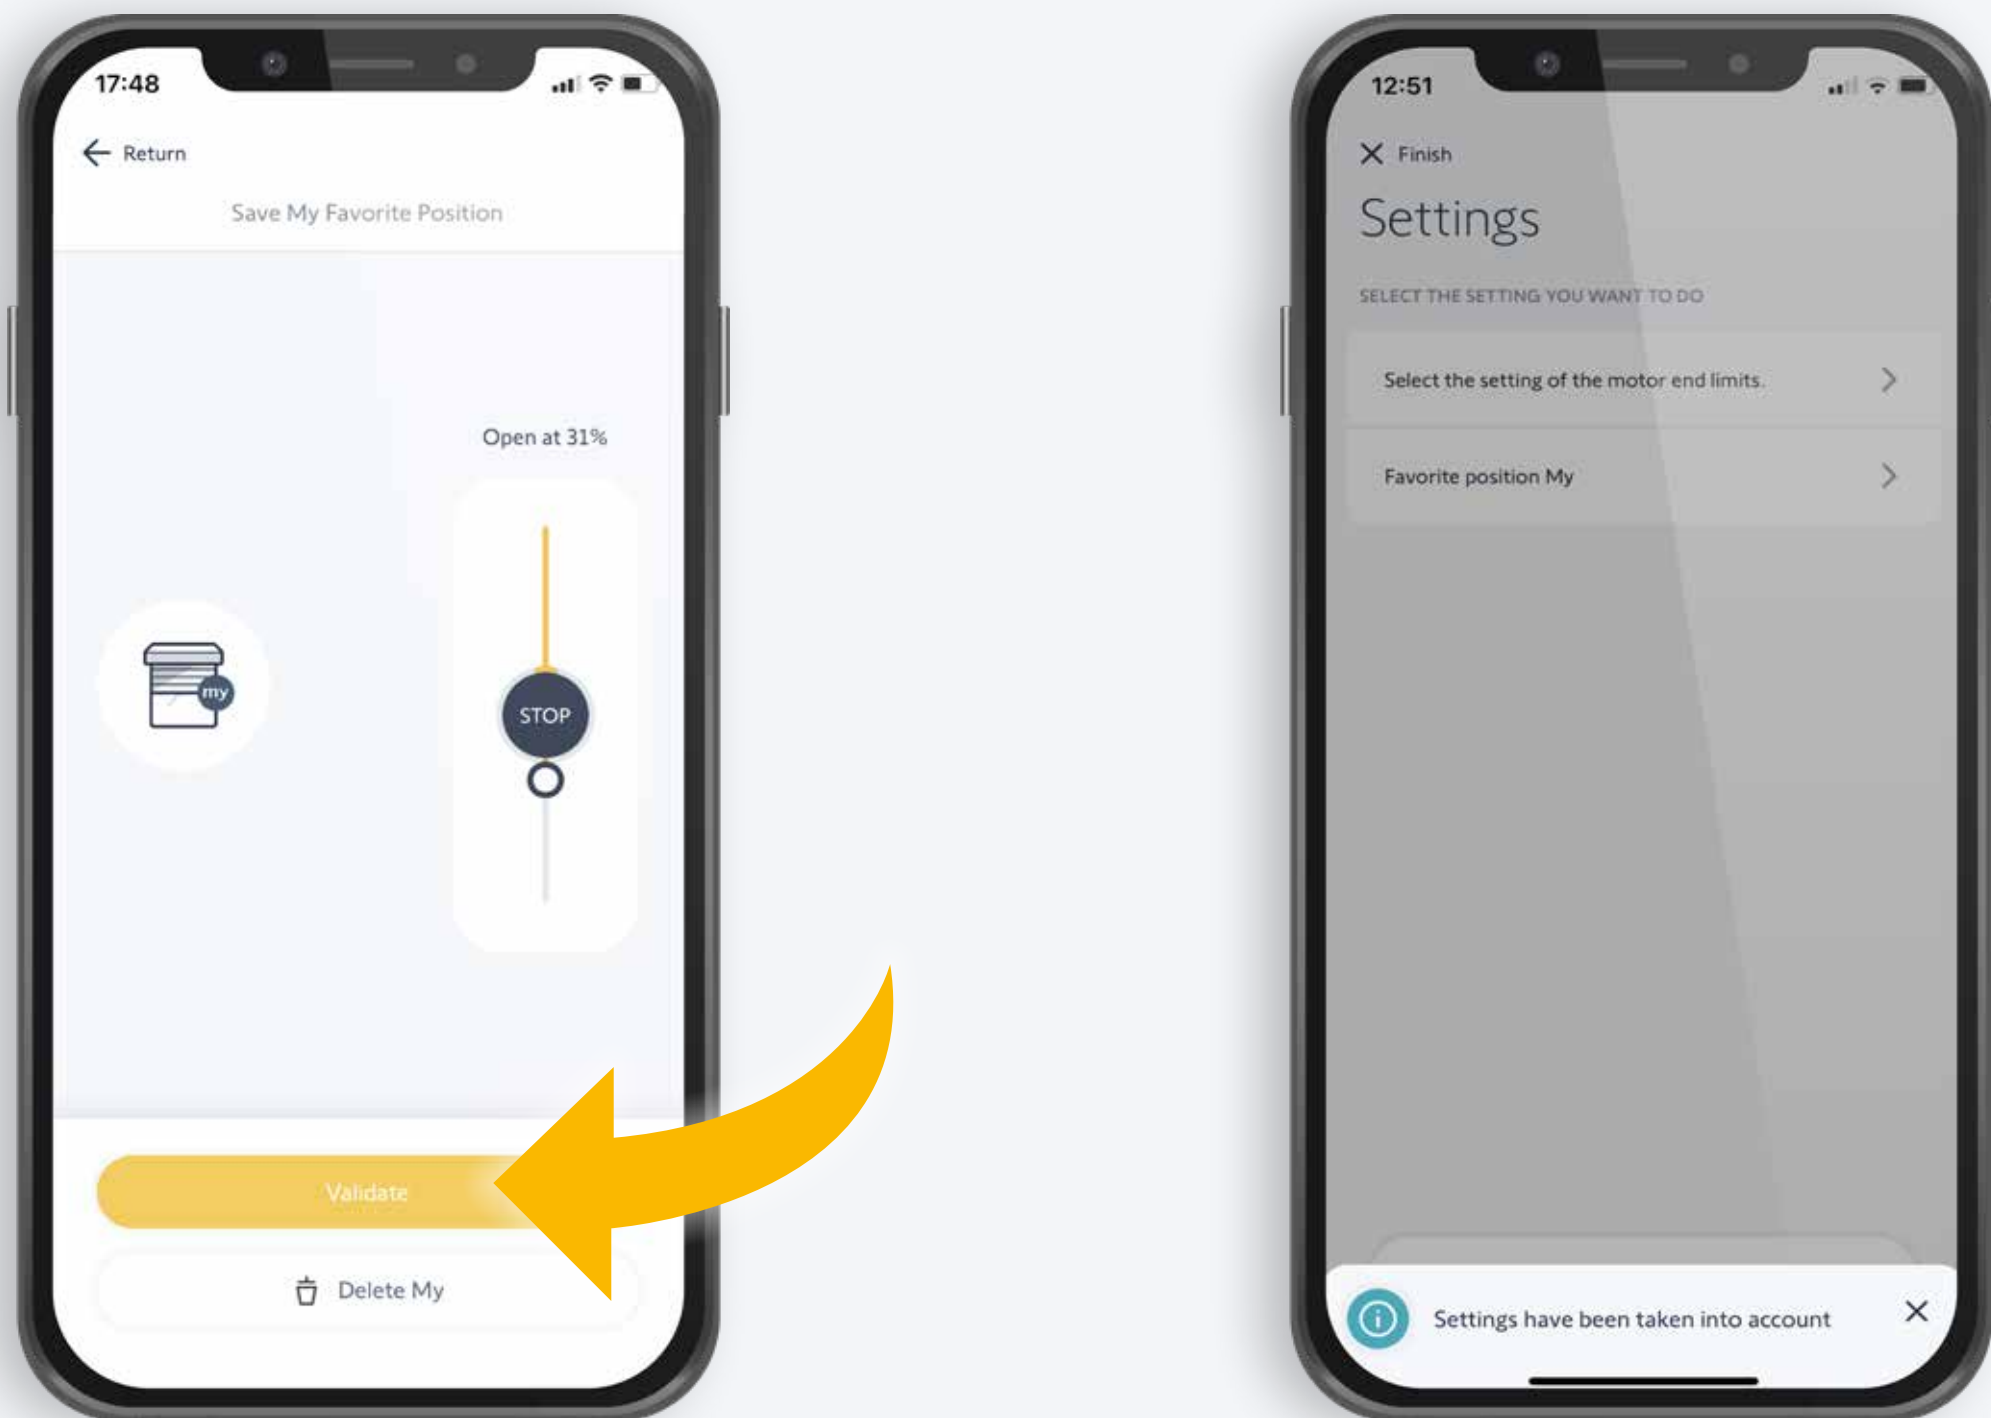 17:48
Return
Save My Favorite Position
Open at 31%
my
STOP
Validate
Delete My
12:51
Finish
Settings
SELECT THE SETTING YOU WANT TO DO
Select the setting of the motor end limits.
Favorite position My
Settings have been taken into account